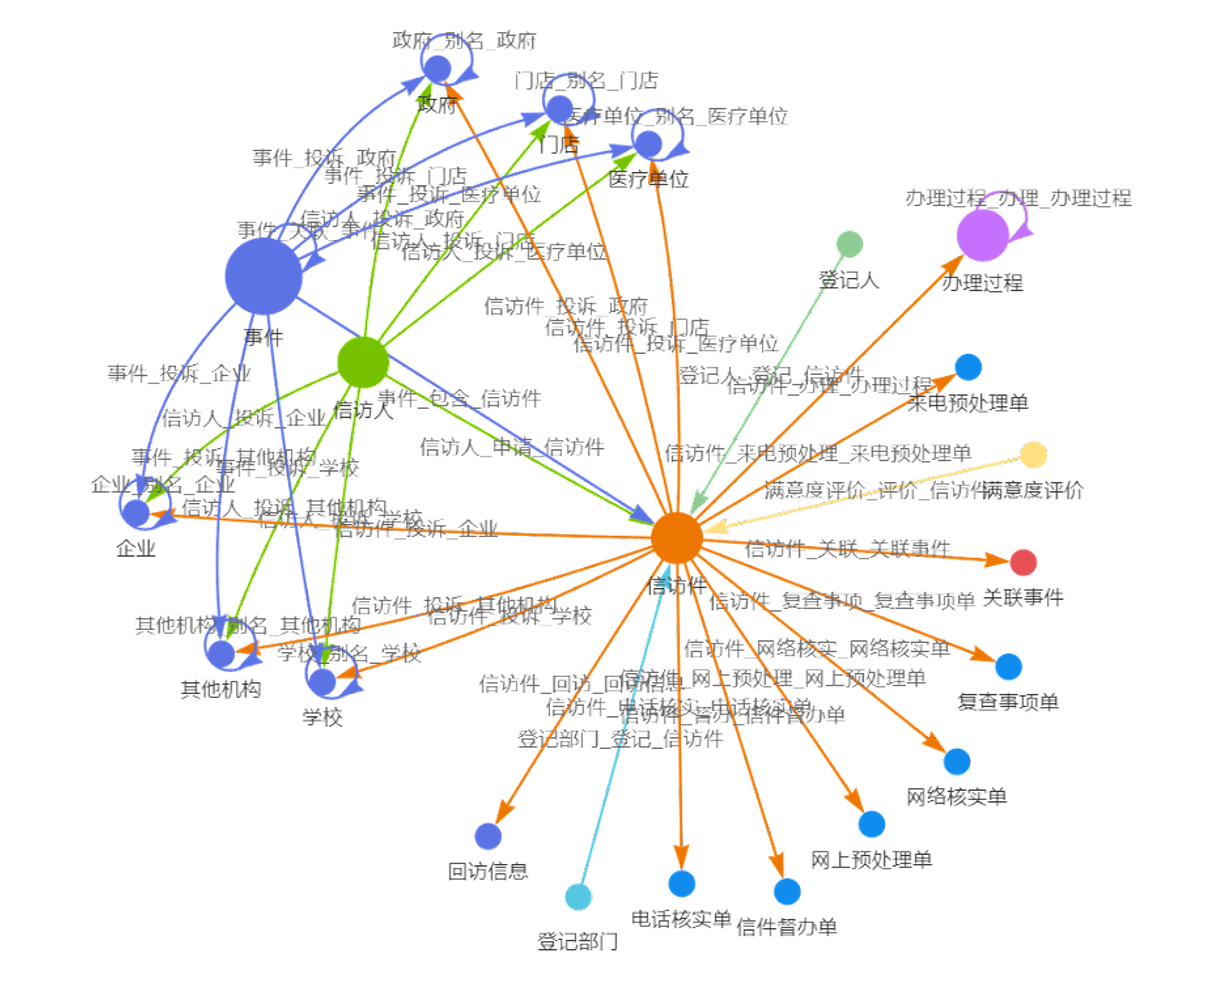 政府_别名_政府
门店_别名_门店
政府
医疗单位_别名_医疗单位
门店
事件_投诉_政府
事件_投诉_门店
医疗单位
事件_投诉_医疗单位
办理过程_办理_办理过程
信访人_投诉_政府
事件_关联_事件
信访人_投诉_门店
信访人_投诉_医疗单位
登记人
办理过程
信访件_投诉_政府
信访件_投诉_门店
事件
信访件_投诉_医疗单位
事件_投诉_企业
登记人_登记_信访件
信访件_办理_办理过程
事件_包含_信访件
来电预处理单
信访人
信访人_投诉_企业
信访人_申请_信访件
信访件_来电预处理_来电预处理单
事件_投诉_其他机构
事件_投诉_学校
企业_别名_企业
满意度评价_评价_信访件
满意度评价
信访人_投诉_其他机构
信访人_投诉_学校
信访件_投诉_企业
企业
信访件_关联_关联事件
信访件
关联事件
信访件_投诉_其他机构
信访件_复查事项_复查事项单
信访件_投诉_学校
其他机构_别名_其他机构
信访件_网络核实_网络核实单
学校_别名_学校
信访件_网上预处理_网上预处理单
信访件_回访_回访信息
其他机构
复查事项单
信访件_电话核实_电话核实单
信访件_督办_信件督办单
学校
登记部门_登记_信访件
网络核实单
网上预处理单
回访信息
电话核实单
信件督办单
登记部门